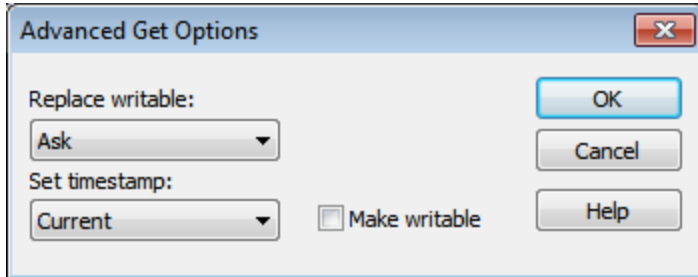 Advanced Get Options
Replace writable:
Ask
Set timestamp:
Current
Make writable
OK
Cancel
Help